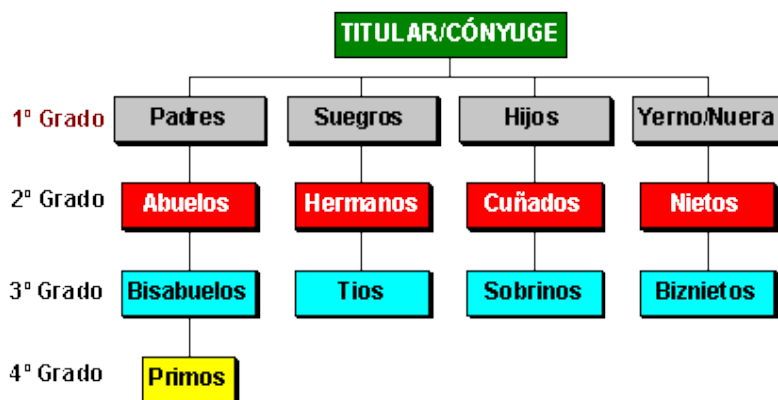 TITULAR/CÓNYUGE
1º Grado Padres Suegros Hijos Yerno/Nuera
2º Grado Abuelos Hermanos Cuñados Nietos
3º Grado Bisabuelos Tios Sobrinos Biznietos
4º Grado Primos